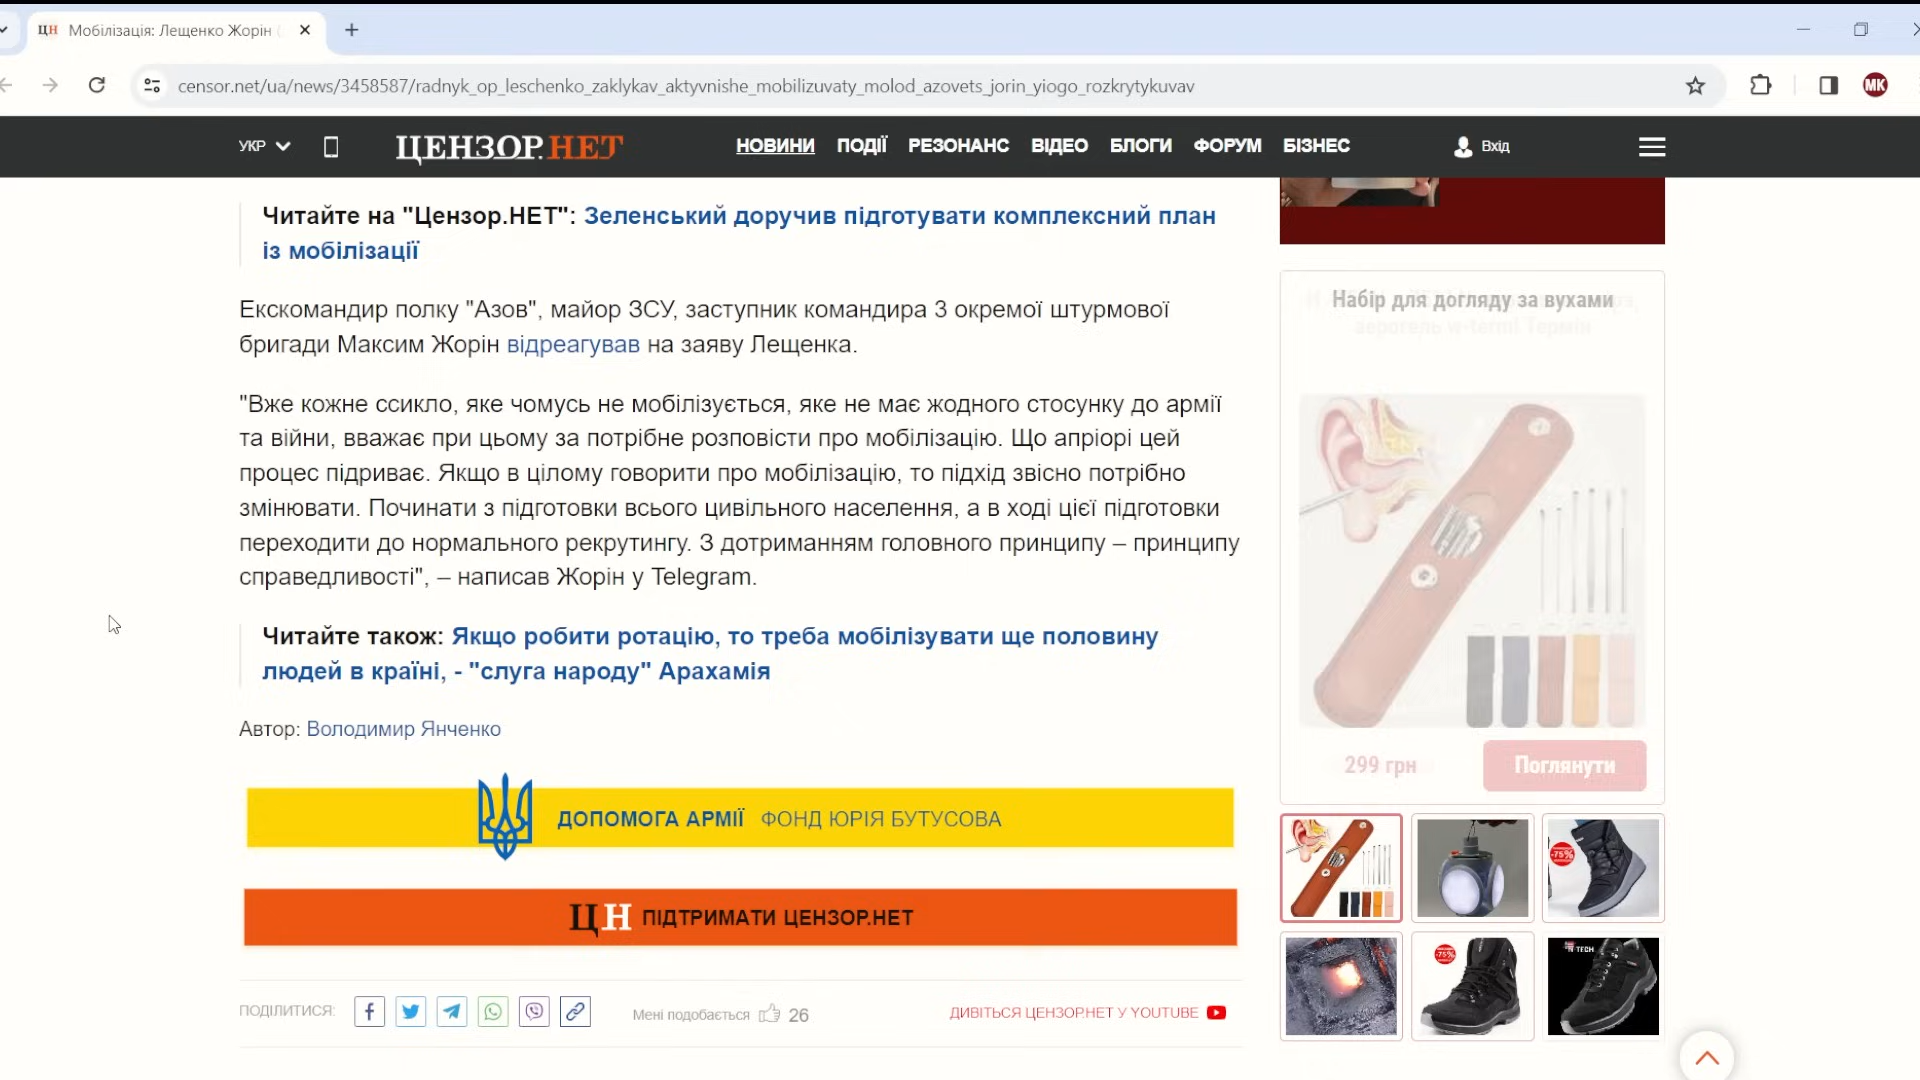 ЦН Мобілізація: Лещенко Жорін
censor.net/ua/news/3458587/radnyk_op_leschenko_zaklykav_aktyvnishe_mobilizuvaty_molod_azovets_jorin_yiogo_rozkrytykuvav
МК
УКР
ЦЕНЗОР.НЕТ
НОВИНИ ПОДІЇ РЕЗОНАНС ВІДЕО БЛОГИ ФОРУМ БІЗНЕС
Вхід
Читайте на "Цензор.НЕТ": Зеленський доручив підготувати комплексний план
із мобілізації
Екскомандир полку "Азов", майор ЗСУ, заступник командира 3 окремої штурмової
бригади Максим Жорін відреагував на заяву Лещенка.
"Вже кожне ссикло, яке чомусь не мобілізується, яке не має жодного стосунку до армії
та війни, вважає при цьому за потрібне розповісти про мобілізацію. Що апріорі цей
процес підриває. Якщо в цілому говорити про мобілізацію, то підхід звісно потрібно
змінювати. Починати з підготовки всього цивільного населення, а в ході цієї підготовки
переходити до нормального рекрутингу. З дотриманням головного принципу – принципу
справедливості", – написав Жорін у Telegram.
Читайте також: Якщо робити ротацію, то треба мобілізувати ще половину
людей в країні, - "слуга народу" Арахамія
Автор: Володимир Янченко
ДОПОМОГА АРМІЇ ФОНД ЮРІЯ БУТУСОВА
ЦН ПІДТРИМАТИ ЦЕНЗОР.НЕТ
ПОДІЛИТИСЯ:
Мені подобається 26
ДИВІТЬСЯ ЦЕНЗОР.НЕТ У YOUTUBE
Набір для догляду за вухами
299 грн
Поглянути
-75%
-75%
TECH